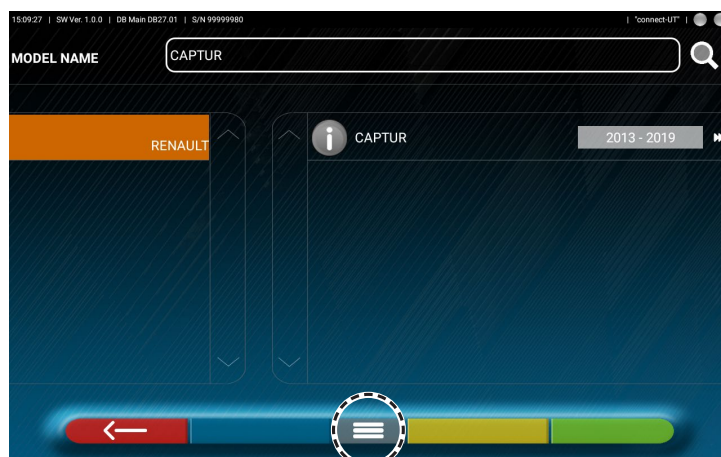 15:09:27 | SW Ver. 1.0.0 | DB Main DB27.01 | S/N 99999980 | "connect-UT" |
MODEL NAME CAPTUR
RENAULT i CAPTUR 2013 - 2019